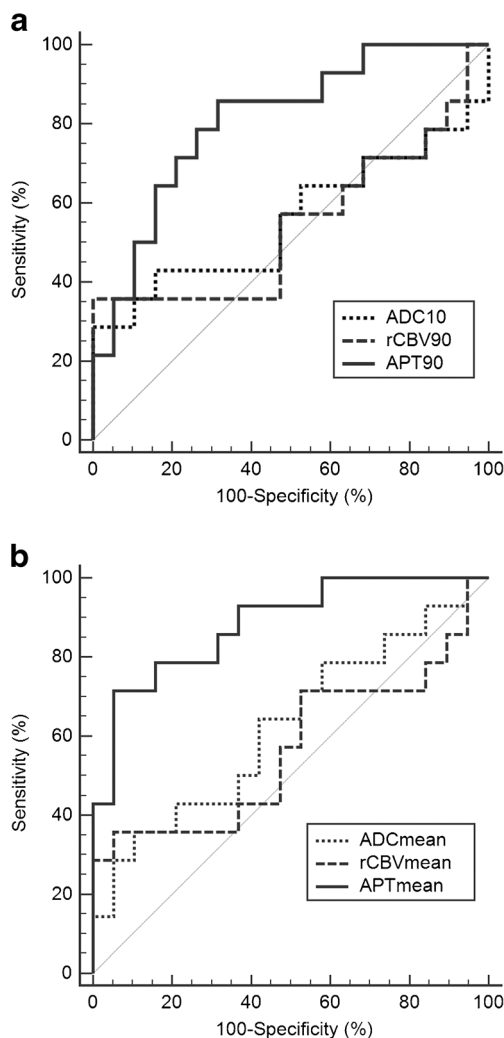 a
100
80
60
40
20
0
Sensitivity (%)
ADC10
rCBV90
APT90
0 20 40 60 80 100
100-Specificity (%)
b
100
80
60
40
20
0
Sensitivity (%)
ADCmean
rCBVmean
APTmean
0 20 40 60 80 100
100-Specificity (%)